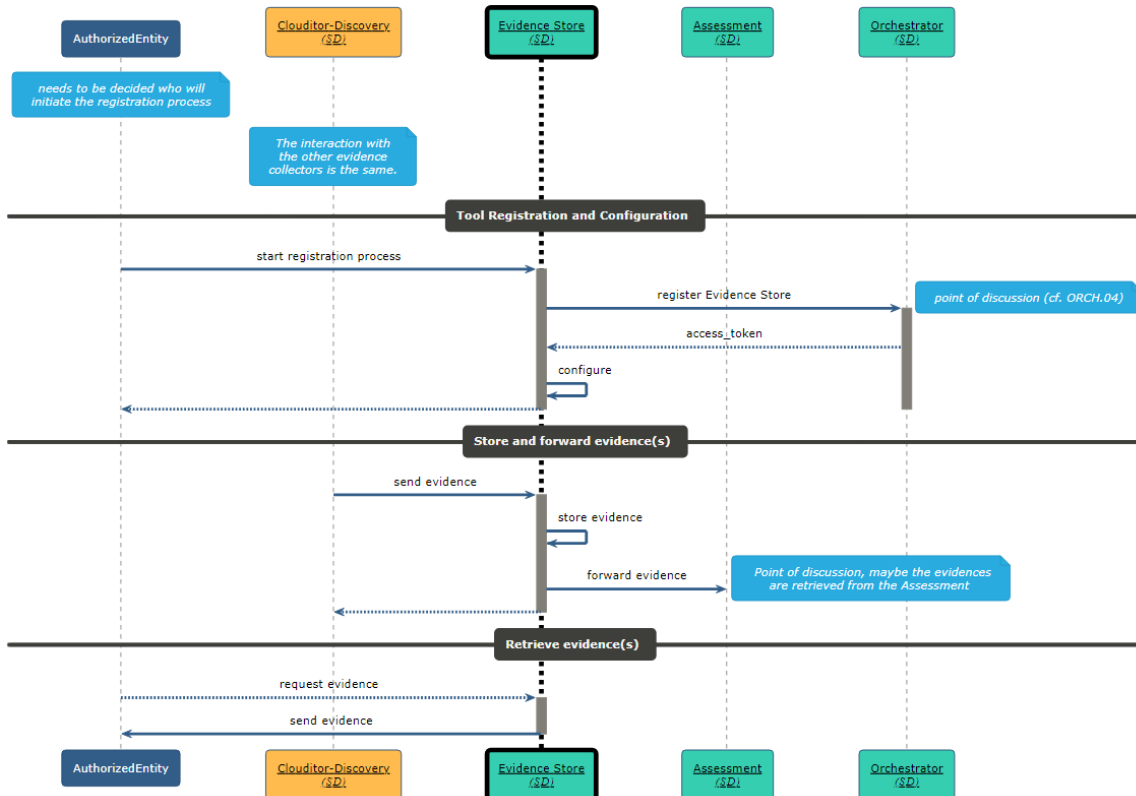 AuthorizedEntity
Clouditor-Discovery
(SD)
Evidence Store
(SD)
Assessment
(SD)
Orchestrator
(SD)
needs to be decided who will
initiate the registration process
The interaction with
the other evidence
collectors is the same.
Tool Registration and Configuration
start registration process
register Evidence Store
point of discussion (cf. ORCH.04)
access_token
configure
Store and forward evidence(s)
send evidence
store evidence
forward evidence
Point of discussion, maybe the evidences
are retrieved from the Assessment
Retrieve evidence(s)
request evidence
send evidence
AuthorizedEntity
Clouditor-Discovery
(SD)
Evidence Store
(SD)
Assessment
(SD)
Orchestrator
(SD)